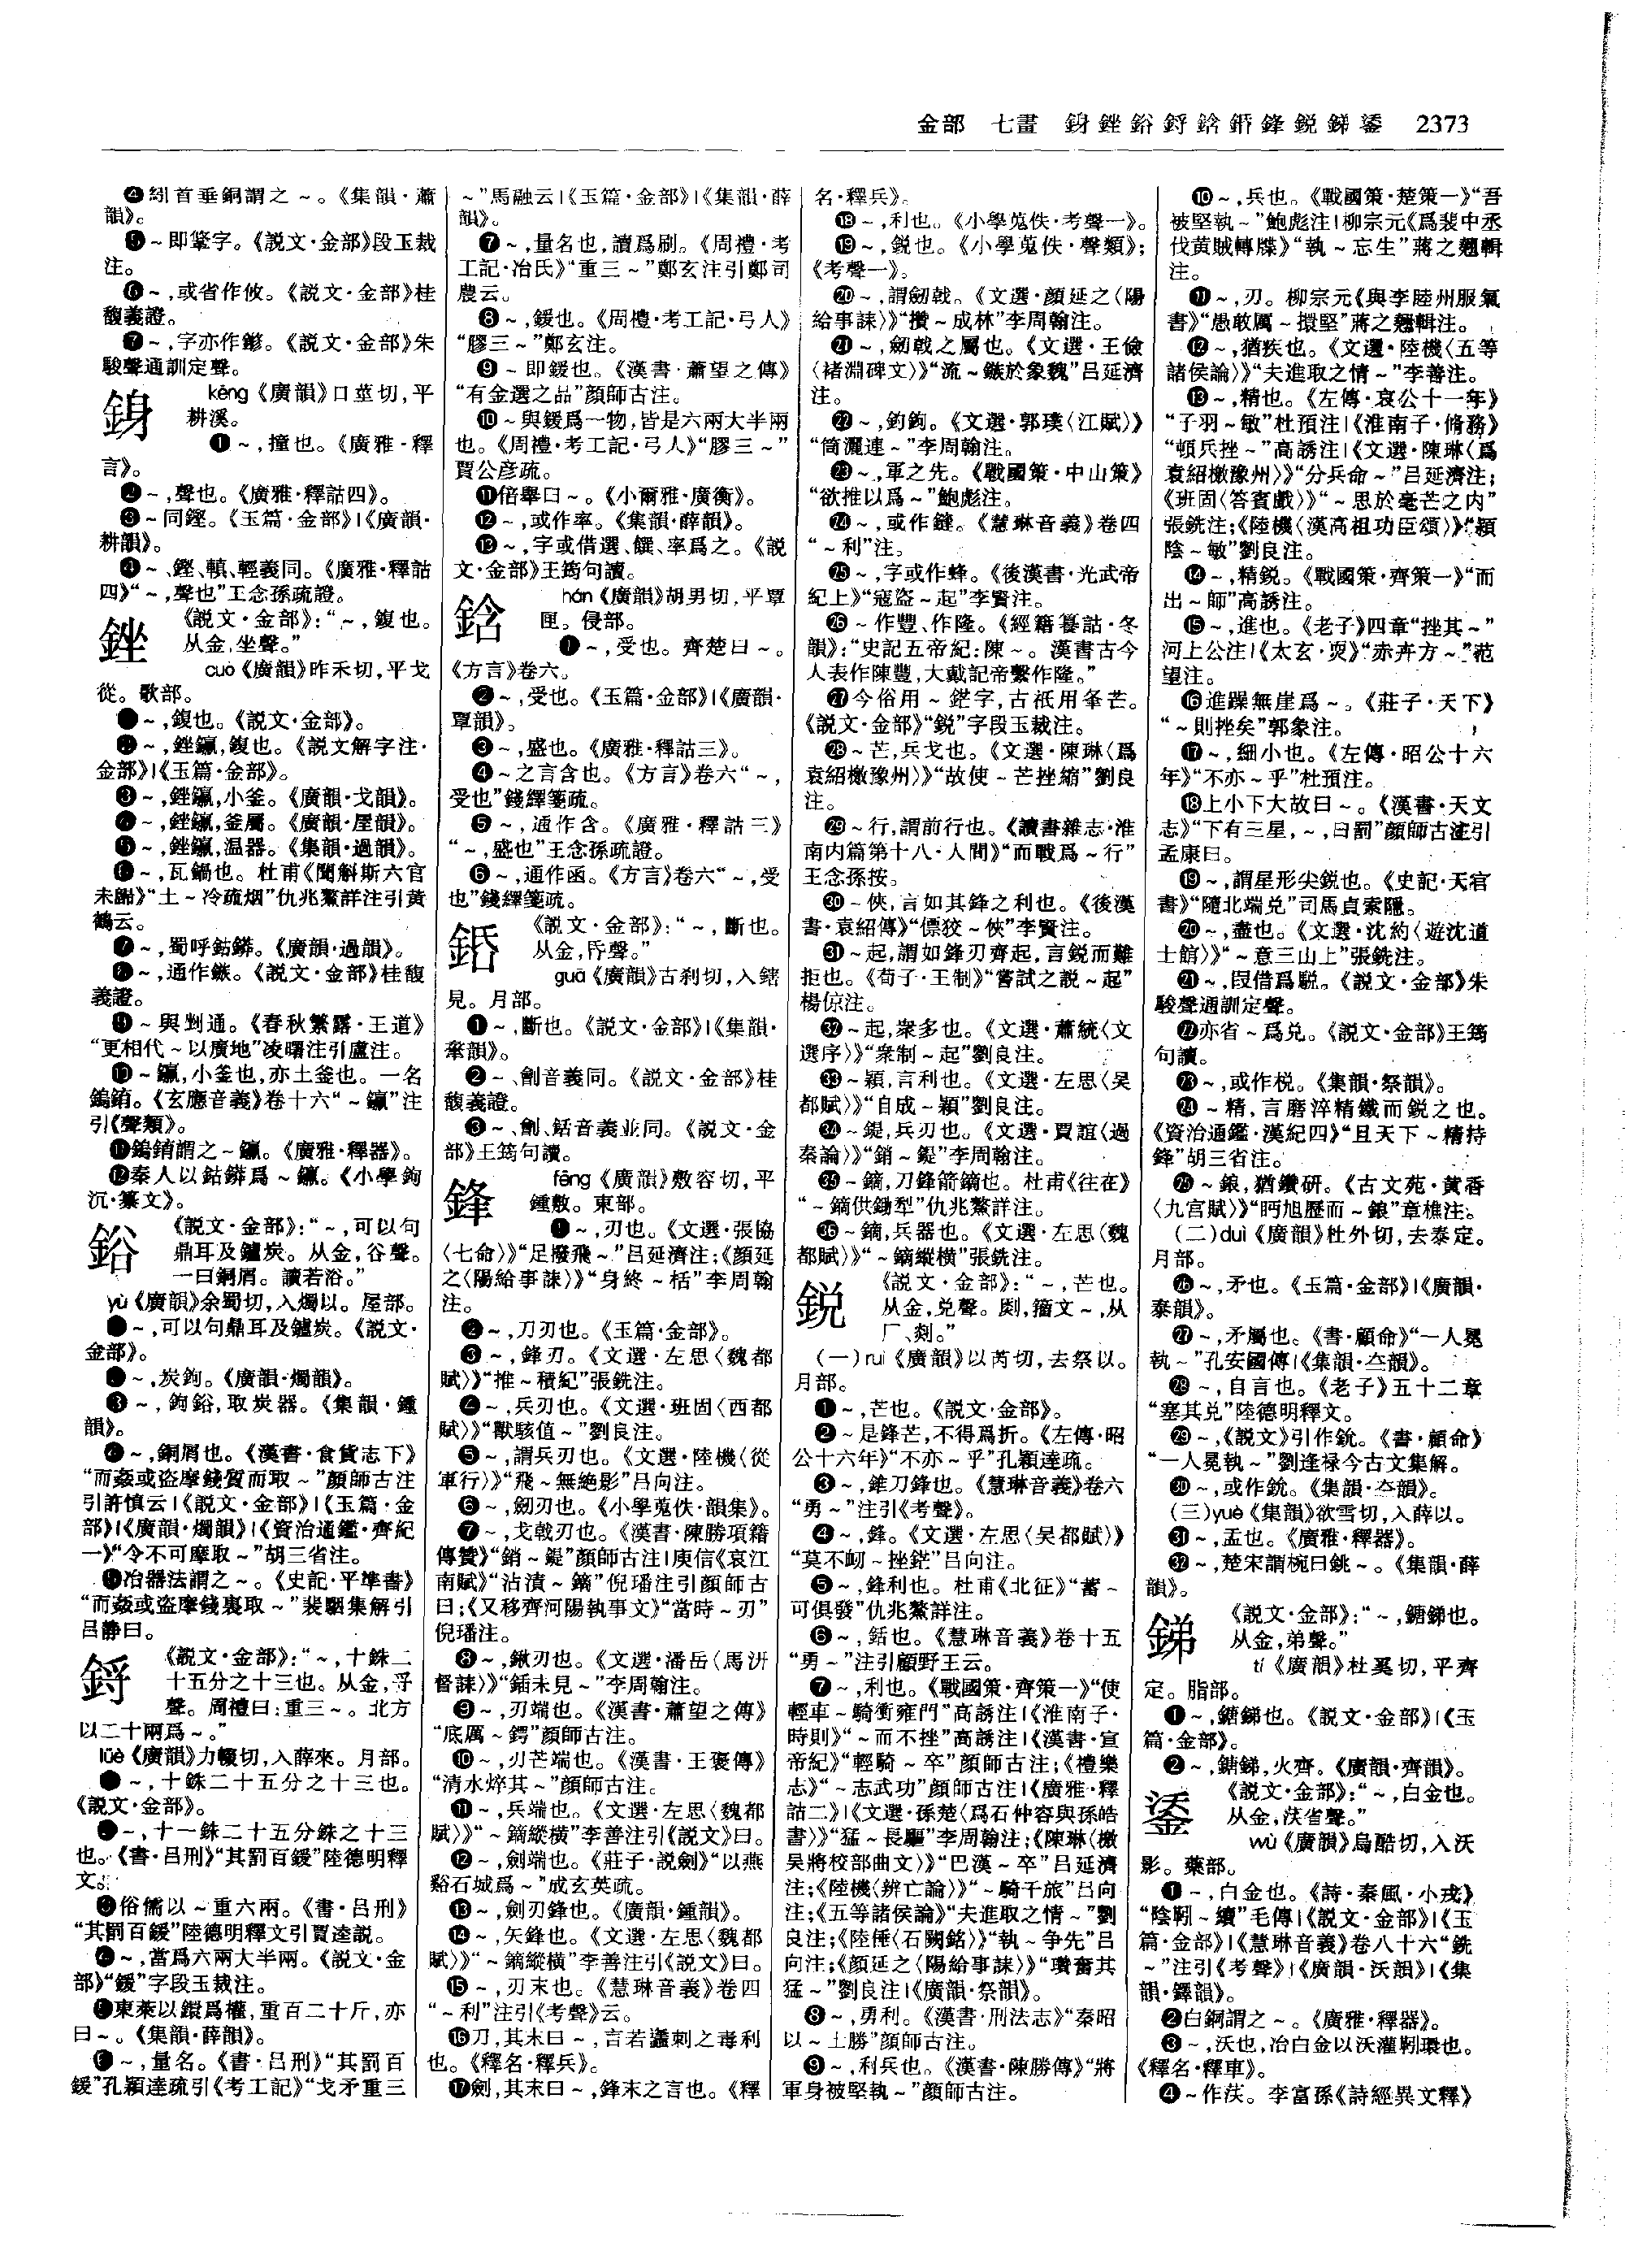 金部　七畫　鋞銼鋊鋝鋡銽鋒鋭銻鋈　2373
❹紖首垂銅謂之～。《集韻·蕭
韻》。
❺～即鋚字。《説文·金部》段玉裁
注。
❻～,或省作攸。《説文·金部》桂
馥義證。
❼～,字亦作鎥。《説文·金部》朱
駿聲通訓定聲。
kēng《廣韻》口莖切,平
耕溪。
❶～,撞也。《廣雅·釋
言》。
❷～,聲也。《廣雅·釋詁四》。
❸～同鏗。《玉篇·金部》|《廣韻·
耕韻》。
❹～、鏗、䡩、輕義同。《廣雅·釋詁
四》“～,聲也”王念孫疏證。
銼
《説文·金部》:“～,鍑也。
从金,坐聲。”
cuò《廣韻》昨禾切,平戈
從。歌部。
❶～,鍑也。《説文·金部》。
❷～,銼鑹,鍑也。《説文解字注·
金部》|《玉篇·金部》。
❸～,銼鑹,小釜。《廣韻·戈韻》。
❹～,銼鑹,釜屬。《廣韻·屋韻》。
❺～,銼鑹,温器。《集韻·過韻》。
❻～,瓦鍋也。杜甫《聞斛斯六官
未歸》“土～冷疏烟”仇兆鰲詳注引黄
鶴云。
❼～,蜀呼鈷鏻。《廣韻·過韻》。
❽～,通作鏃。《説文·金部》桂馥
義證。
❾～與剉通。《春秋繁露·王道》
“更相代～以廣地”凌曙注引盧注。
❿～鑹,小釜也,亦土釜也。一名
鎢錥。《玄應音義》卷十六“～鑹”注
引《聲類》。
⓫鎢錥謂之～鑹。《廣雅·釋器》。
⓬秦人以鈷鏻爲～鑹。《小學鉤
沉·纂文》。
鋊
《説文·金部》:“～,可以句
鼎耳及鑪炭。从金,谷聲。
一曰銅屑。讀若浴。”
yù《廣韻》余蜀切,入燭以。屋部。
❶～,可以句鼎耳及鑪炭。《説文·
金部》。
❷～,炭鉤。《廣韻·燭韻》。
❸～,鉤鋊,取炭器。《集韻·鍾
韻》。
❹～,銅屑也。《漢書·食貨志下》
“而姦或盗摩錢質而取～”顔師古注
引許慎云|《説文·金部》|《玉篇·金
部》|《廣韻·燭韻》|《資治通鑑·齊紀
一》“令不可摩取～”胡三省注。
❺冶器法謂之～。《史記·平準書》
“而姦或盗摩錢裏取～”裴駰集解引
吕静曰。
鋝
《説文·金部》:“～,十銖二
十五分之十三也。从金,寽
聲。周禮曰:重三～。北方
以二十兩爲～。”
lüè《廣韻》力輟切,入薛來。月部。
❶～,十銖二十五分之十三也。
《説文·金部》。
❷～,十一銖二十五分銖之十三
也。《書·吕刑》“其罰百鍰”陸德明釋
文。
❸俗儒以～重六兩。《書·吕刑》
“其罰百鍰”陸德明釋文引賈逵説。
❹～,當爲六兩大半兩。《説文·金
部》“鍰”字段玉裁注。
❺東萊以鍰爲權,重百二十斤,亦
曰～。《集韻·薛韻》。
❻～,量名。《書·吕刑》“其罰百
鍰”孔穎達疏引《考工記》“戈矛重三
～”馬融云|《玉篇·金部》|《集韻·薛
韻》。
❼～,量名也,讀爲刷。《周禮·考
工記·冶氏》“重三～”鄭玄注引鄭司
農云。
❽～,鍰也。《周禮·考工記·弓人》
“膠三～”鄭玄注。
❾～即鍰也。《漢書·蕭望之傳》
“有金選之品”顔師古注。
❿～與鍰爲一物,皆是六兩大半兩
也。《周禮·考工記·弓人》“膠三～”
賈公彦疏。
⓫倍舉曰～。《小爾雅·廣衡》。
⓬～,或作率。《集韻·薛韻》。
⓭～,字或借選、饌、率爲之。《説
文·金部》王筠句讀。
鋡
hán《廣韻》胡男切,平覃
匣。侵部。
❶～,受也。齊楚曰～。
《方言》卷六。
❷～,受也。《玉篇·金部》|《廣韻·
覃韻》。
❸～,盛也。《廣雅·釋詁三》。
❹～之言含也。《方言》卷六“～,
受也”錢繹箋疏。
❺～,通作含。《廣雅·釋詁三》
“～,盛也”王念孫疏證。
❻～,通作函。《方言》卷六“～,受
也”錢繹箋疏。
《説文·金部》:“～,斷也。
从金,𠯑聲。”
guā《廣韻》古刹切,入鎋
見。月部。
❶～,斷也。《説文·金部》|《集韻·
舝韻》。
❷～、劊音義同。《説文·金部》桂
馥義證。
❸～、劊、銛音義並同。《説文·金
部》王筠句讀。
鋒
fēng《廣韻》敷容切,平
鍾敷。東部。
❶～,刃也。《文選·張協
〈七命〉》“足撥飛～”吕延濟注;《顔延
之〈陽給事誄〉》“身終～栝”李周翰
注。
❷～,刀刃也。《玉篇·金部》。
❸～,鋒刃。《文選·左思〈魏都
賦〉》“推～積紀”張銑注。
❹～,兵刃也。《文選·班固〈西都
賦〉》“獸駭值～”劉良注。
❺～,謂兵刃也。《文選·陸機〈從
軍行〉》“飛～無絶影”吕向注。
❻～,劒刃也。《小學蒐佚·韻集》。
❼～,戈戟刃也。《漢書·陳勝項籍
傳贊》“銷～鍉”顔師古注|庾信《哀江
南賦》“沾漬～鏑”倪璠注引顔師古
曰;《又移齊河陽執事文》“當時～刃”
倪璠注。
❽～,鍬刃也。《文選·潘岳〈馬汧
督誄〉》“鍤未見～”李周翰注。
❾～,刃端也。《漢書·蕭望之傳》
“底厲～鍔”顔師古注。
❿～,刃芒端也。《漢書·王褒傳》
“清水焠其～”顔師古注。
⓫～,兵端也。《文選·左思〈魏都
賦〉》“～鏑縱橫”李善注引《説文》曰。
⓬～,劍端也。《莊子·説劍》“以燕
谿石城爲～”成玄英疏。
⓭～,劍刃鋒也。《廣韻·鍾韻》。
⓮～,矢鋒也。《文選·左思〈魏都
賦〉》“～鏑縱橫”李善注引《説文》曰。
⓯～,刃末也。《慧琳音義》卷四
“～利”注引《考聲》云。
⓰刀,其末曰～,言若蠭刺之毒利
也。《釋名·釋兵》。
⓱劍,其末曰～,鋒末之言也。《釋
名·釋兵》。
⓲～,利也。《小學蒐佚·考聲一》。
⓳～,鋭也。《小學蒐佚·聲類》;
《考聲一》。
⓴～,謂劒戟。《文選·顔延之〈陽
給事誄〉》“攢～成林”李周翰注。
㉑～,劒戟之屬也。《文選·王儉
〈褚淵碑文〉》“流～鏃於象魏”吕延濟
注。
㉒～,釣鉤。《文選·郭璞〈江賦〉》
“筒灑連～”李周翰注。
㉓～,軍之先。《戰國策·中山策》
“欲推以爲～”鮑彪注。
㉔～,或作鏠。《慧琳音義》卷四
“～利”注。
㉕～,字或作蜂。《後漢書·光武帝
紀上》“寇盜～起”李賢注。
㉖～作豐、作隆。《經籍籑詁·冬
韻》:“史記五帝紀:陳～。漢書古今
人表作陳豐,大戴記帝繫作隆。”
㉗今俗用～鋩字,古祇用夆芒。
《説文·金部》“鋭”字段玉裁注。
㉘～芒,兵戈也。《文選·陳琳〈爲
袁紹檄豫州〉》“故使～芒挫縮”劉良
注。
㉙～行,謂前行也。《讀書雜志·淮
南内篇第十八·人間》“而戰爲～行”
王念孫按。
㉚～俠,言如其鋒之利也。《後漢
書·袁紹傳》“僄狡～俠”李賢注。
㉛～起,謂如鋒刃齊起,言鋭而難
拒也。《荀子·王制》“嘗試之説～起”
楊倞注。
㉜～起,衆多也。《文選·蕭統〈文
選序〉》“衆制～起”劉良注。
㉝～穎,言利也。《文選·左思〈吴
都賦〉》“自成～穎”劉良注。
㉞～鍉,兵刃也。《文選·賈誼〈過
秦論〉》“銷～鍉”李周翰注。
㉟～鏑,刀鋒箭鏑也。杜甫《往在》
“～鏑供鋤犁”仇兆鰲詳注。
㊱～鏑,兵器也。《文選·左思〈魏
都賦〉》“～鏑縱橫”張銑注。
鋭
《説文·金部》:“～,芒也。
从金,兑聲。㓹,籀文～,从
厂、剡。”
(一)ruì《廣韻》以芮切,去祭以。
月部。
❶～,芒也。《説文·金部》。
❷～是鋒芒,不得爲折。《左傳·昭
公十六年》“不亦～乎”孔穎達疏。
❸～,錐刀鋒也。《慧琳音義》卷六
“勇～”注引《考聲》。
❹～,鋒。《文選·左思〈吴都賦〉》
“莫不衂～挫鋩”吕向注。
❺～,鋒利也。杜甫《北征》“蓄～
可俱發”仇兆鰲詳注。
❻～,銛也。《慧琳音義》卷十五
“勇～”注引顧野王云。
❼～,利也。《戰國策·齊策一》“使
輕車～騎衝雍門”高誘注|《淮南子·
時則》“～而不挫”高誘注|《漢書·宣
帝紀》“輕騎～卒”顔師古注;《禮樂
志》“～志武功”顔師古注|《廣雅·釋
詁二》|《文選·孫楚〈爲石仲容與孫皓
書〉》“猛～長驅”李周翰注;《陳琳〈檄
吴將校部曲文〉》“巴漢～卒”吕延濟
注;《陸機〈辨亡論〉》“～騎千旅”吕向
注;《五等諸侯論》“夫進取之情～”劉
良注;《陸倕〈石闕銘〉》“執～争先”吕
向注;《顔延之〈陽給事誄〉》“瓚奮其
猛～”劉良注|《廣韻·祭韻》。
❽～,勇利。《漢書·刑法志》“秦昭
以～士勝”顔師古注。
❾～,利兵也。《漢書·陳勝傳》“將
軍身被堅執～”顔師古注。
❿～,兵也。《戰國策·楚策一》“吾
被堅執～”鮑彪注|柳宗元《爲裴中丞
伐黄賊轉牒》“執～忘生”蔣之翹輯
注。
⓫～,刃。柳宗元《與李睦州服氣
書》“愚敢厲～擐堅”蔣之翹輯注。
⓬～,猶疾也。《文選·陸機〈五等
諸侯論〉》“夫進取之情～”李善注。
⓭～,精也。《左傳·哀公十一年》
“子羽～敏”杜預注|《淮南子·脩務》
“頓兵挫～”高誘注|《文選·陳琳〈爲
袁紹檄豫州〉》“分兵命～”吕延濟注;
《班固〈答賓戲〉》“～思於毫芒之内”
張銑注;《陸機〈漢高祖功臣頌〉》“潁
陰～敏”劉良注。
⓮～,精鋭。《戰國策·齊策一》“而
出～師”高誘注。
⓯～,進也。《老子》四章“挫其～”
河上公注|《太玄·耎》“赤卉方～”范
望注。
⓰進躁無崖爲～。《莊子·天下》
“～則挫矣”郭象注。
⓱～,細小也。《左傳·昭公十六
年》“不亦～乎”杜預注。
⓲上小下大故曰～。《漢書·天文
志》“下有三星,～,曰罰”顔師古注引
孟康曰。
⓳～,謂星形尖鋭也。《史記·天官
書》“隨北端兑”司馬貞索隱。
⓴～,盡也。《文選·沈約〈遊沈道
士館〉》“～意三山上”張銑注。
㉑～,叚借爲駾。《説文·金部》朱
駿聲通訓定聲。
㉒亦省～爲兑。《説文·金部》王筠
句讀。
㉓～,或作梲。《集韻·祭韻》。
㉔～精,言磨淬精鐵而鋭之也。
《資治通鑑·漢紀四》“且天下～精持
鋒”胡三省注。
㉕～鋃,猶鑽研。《古文苑·黄香
〈九宫賦〉》“眄旭歷而～鋃”章樵注。
(二)duì《廣韻》杜外切,去泰定。
月部。
㉖～,矛也。《玉篇·金部》|《廣韻·
泰韻》。
㉗～,矛屬也。《書·顧命》“一人冕
執～”孔安國傳|《集韻·夳韻》。
㉘～,自言也。《老子》五十二章
“塞其兑”陸德明釋文。
㉙～,《説文》引作鈗。《書·顧命》
“一人冕執～”劉逢禄今古文集解。
㉚～,或作鈗。《集韻·夳韻》。
(三)yuè《集韻》欲雪切,入薛以。
㉛～,盂也。《廣雅·釋器》。
㉜～,楚宋謂椀曰銚～。《集韻·薛
韻》。
銻
《説文·金部》:“～,鎕銻也。
从金,弟聲。”
tí《廣韻》杜奚切,平齊
定。脂部。
❶～,鎕銻也。《説文·金部》|《玉
篇·金部》。
❷～,鎕銻,火齊。《廣韻·齊韻》。
鋈
《説文·金部》:“～,白金也。
从金,㳇省聲。”
wù《廣韻》烏酷切,入沃
影。藥部。
❶～,白金也。《詩·秦風·小戎》
“陰靷～續”毛傳|《説文·金部》|《玉
篇·金部》|《慧琳音義》卷八十六“銑
～”注引《考聲》|《廣韻·沃韻》|《集
韻·鐸韻》。
❷白銅謂之～。《廣雅·釋器》。
❸～,沃也,冶白金以沃灌靷環也。
《釋名·釋車》。
❹～作茯。李富孫《詩經異文釋》